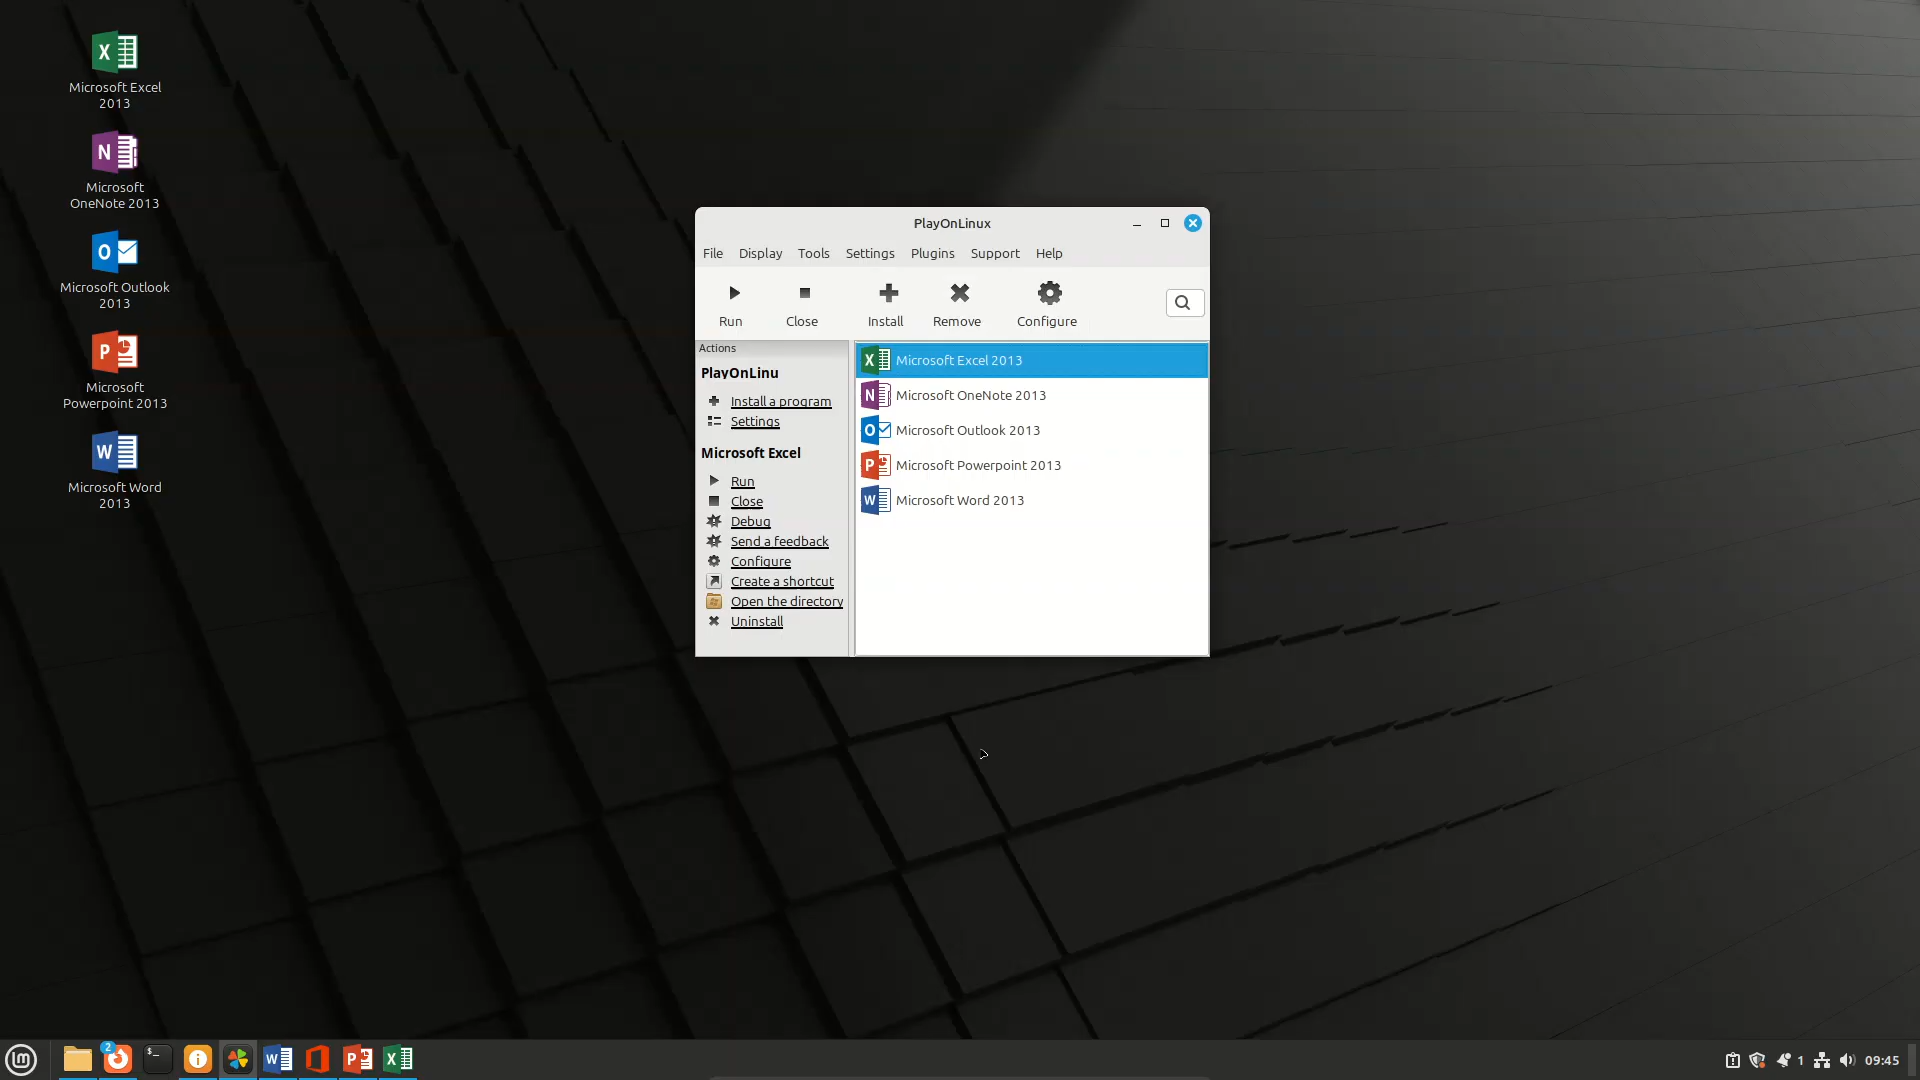 Microsoft Excel
2013
Microsoft
OneNote 2013
Microsoft Outlook
2013
Microsoft
Powerpoint 2013
Microsoft Word
2013
PlayOnLinux
File Display Tools Settings Plugins Support Help
Run Close Install Remove Configure
Actions
PlayOnLinu
Install a program
Settings
Microsoft Excel
Run
Close
Debug
Send a feedback
Configure
Create a shortcut
Open the directory
Uninstall
Microsoft Excel 2013
Microsoft OneNote 2013
Microsoft Outlook 2013
Microsoft Powerpoint 2013
Microsoft Word 2013
2
1 09:45